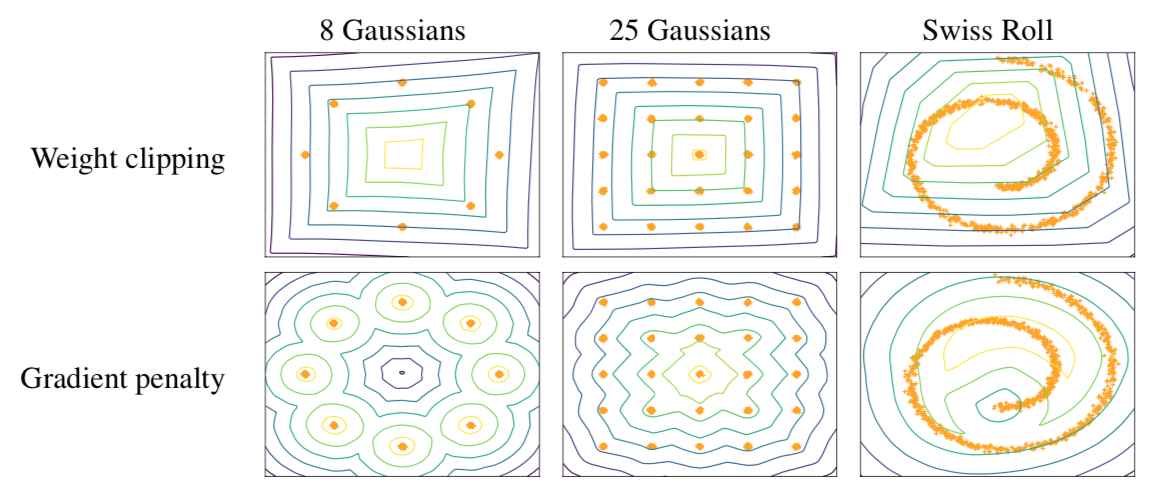 8 Gaussians
25 Gaussians
Swiss Roll
Weight clipping
Gradient penalty